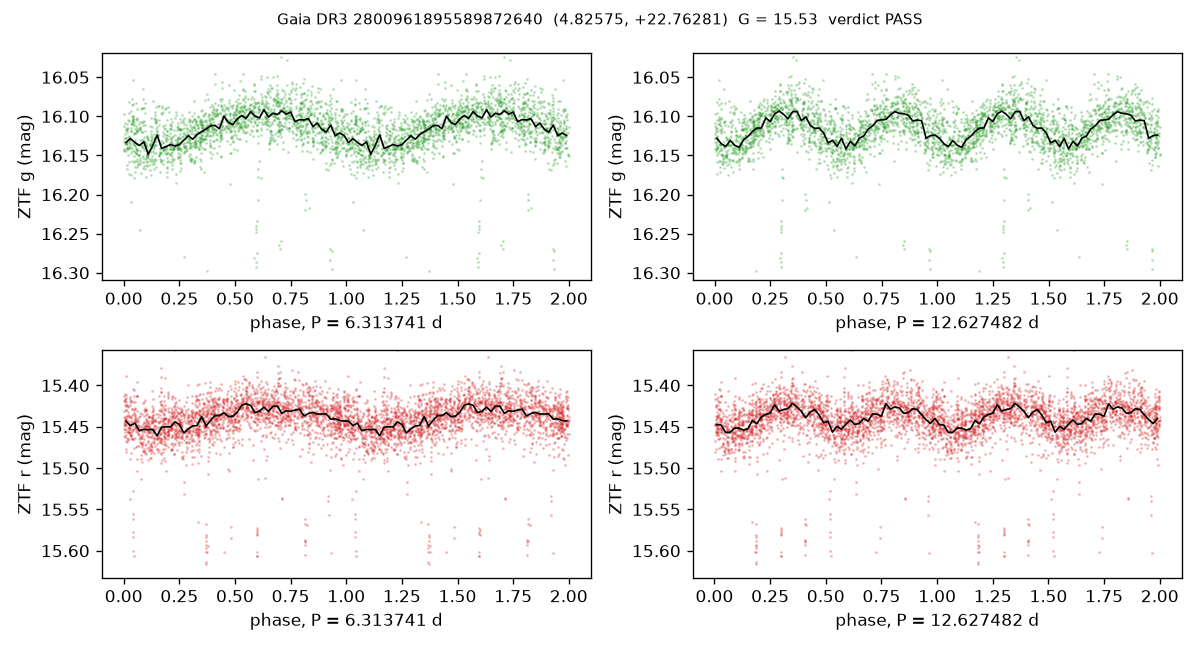 Gaia DR3 2800961895589872640 (4.82575, +22.76281) G = 15.53 verdict PASS
ZTF g (mag)
16.05
16.10
16.15
16.20
16.25
16.30
0.00 0.25 0.50 0.75 1.00 1.25 1.50 1.75 2.00
phase, P = 6.313741 d
ZTF g (mag)
16.05
16.10
16.15
16.20
16.25
16.30
0.00 0.25 0.50 0.75 1.00 1.25 1.50 1.75 2.00
phase, P = 12.627482 d
ZTF r (mag)
15.40
15.45
15.50
15.55
15.60
0.00 0.25 0.50 0.75 1.00 1.25 1.50 1.75 2.00
phase, P = 6.313741 d
ZTF r (mag)
15.40
15.45
15.50
15.55
15.60
0.00 0.25 0.50 0.75 1.00 1.25 1.50 1.75 2.00
phase, P = 12.627482 d